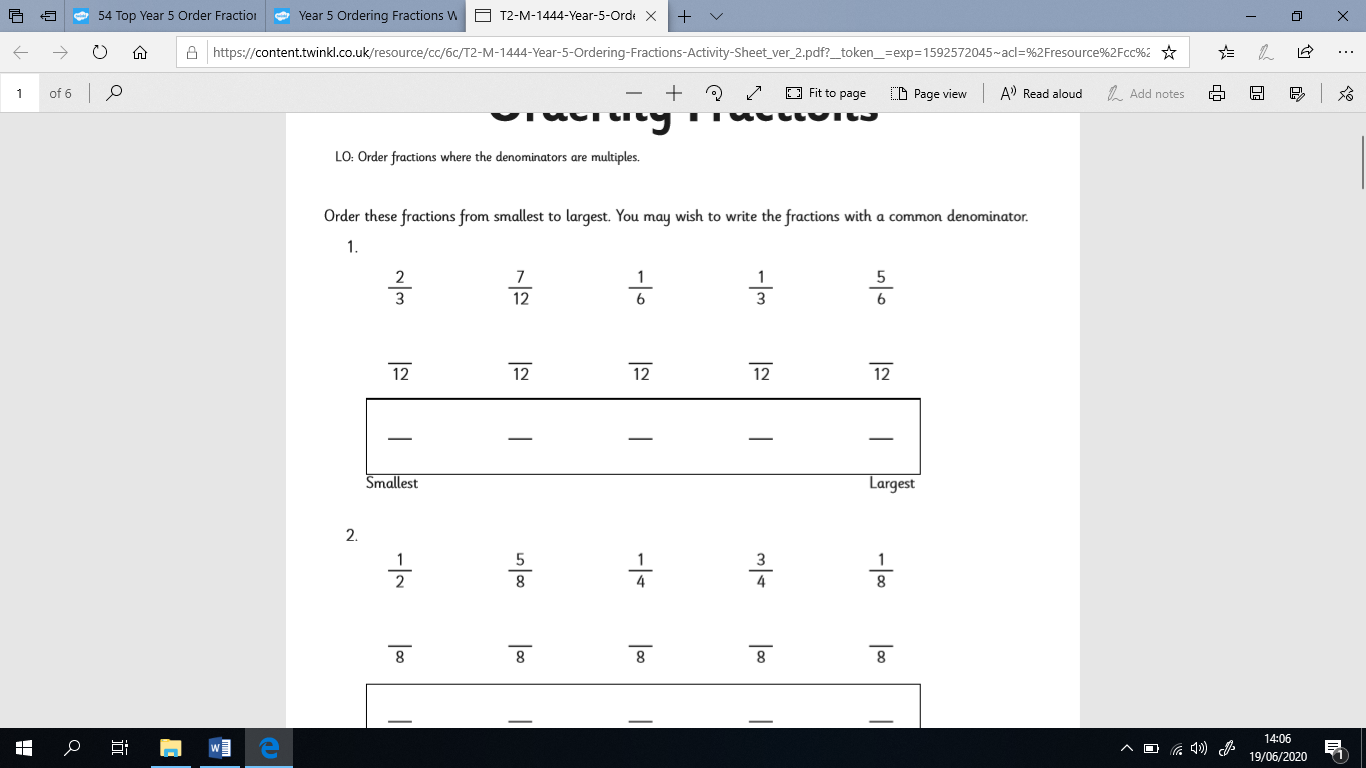 54 Top Year 5 Order Fraction
Year 5 Ordering Fractions W
T2-M-1444-Year-5-Orde
https://content.twinkl.co.uk/resource/cc/6c/T2-M-1444-Year-5-Ordering-Fractions-Activity-Sheet_ver_2.pdf?__token__=exp=1592572045~acl=%2Fresource%2Fcc%2
1 of 6 Fit to page Page view Read aloud Add notes
Ordering Fractions
LO: Order fractions where the denominators are multiples.
Order these fractions from smallest to largest. You may wish to write the fractions with a common denominator.
1.
2 7 1 1 5
3 12 6 3 6
12 12 12 12 12
Smallest Largest
2.
1 5 1 3 1
2 8 4 4 8
8 8 8 8 8
14:06
19/06/2020
1